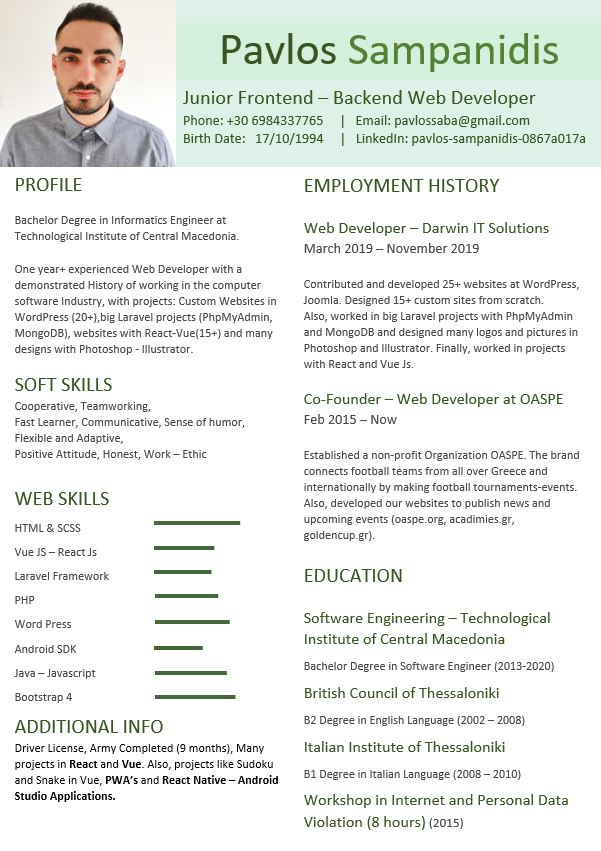 Pavlos Sampanidis
Junior Frontend – Backend Web Developer
Phone: +30 6984337765 | Email: pavlossaba@gmail.com
Birth Date: 17/10/1994 | LinkedIn: pavlos-sampanidis-0867a017a
PROFILE
Bachelor Degree in Informatics Engineer at
Technological Institute of Central Macedonia.
One year+ experienced Web Developer with a
demonstrated History of working in the computer
software Industry, with projects: Custom Websites in
WordPress (20+),big Laravel projects (PhpMyAdmin,
MongoDB), websites with React-Vue(15+) and many
designs with Photoshop - Illustrator.
SOFT SKILLS
Cooperative, Teamworking,
Fast Learner, Communicative, Sense of humor,
Flexible and Adaptive,
Positive Attitude, Honest, Work – Ethic
WEB SKILLS
HTML & SCSS
Vue JS – React Js
Laravel Framework
PHP
Word Press
Android SDK
Java – Javascript
Bootstrap 4
ADDITIONAL INFO
Driver License, Army Completed (9 months), Many
projects in React and Vue. Also, projects like Sudoku
and Snake in Vue, PWA's and React Native – Android
Studio Applications.
EMPLOYMENT HISTORY
Web Developer – Darwin IT Solutions
March 2019 – November 2019
Contributed and developed 25+ websites at WordPress,
Joomla. Designed 15+ custom sites from scratch.
Also, worked in big Laravel projects with PhpMyAdmin
and MongoDB and designed many logos and pictures in
Photoshop and Illustrator. Finally, worked in projects
with React and Vue Js.
Co-Founder – Web Developer at OASPE
Feb 2015 – Now
Established a non-profit Organization OASPE. The brand
connects football teams from all over Greece and
internationally by making football tournaments-events.
Also, developed our websites to publish news and
upcoming events (oaspe.org, acadimies.gr,
goldencup.gr).
EDUCATION
Software Engineering – Technological
Institute of Central Macedonia
Bachelor Degree in Software Engineer (2013-2020)
British Council of Thessaloniki
B2 Degree in English Language (2002 – 2008)
Italian Institute of Thessaloniki
B1 Degree in Italian Language (2008 – 2010)
Workshop in Internet and Personal Data
Violation (8 hours) (2015)